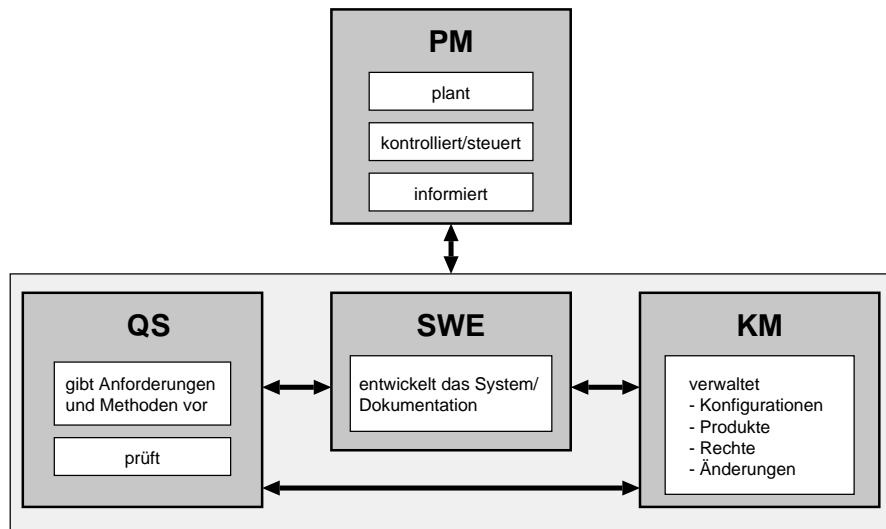 PM
plant
kontrolliert/steuert
informiert
QS
gibt Anforderungen
und Methoden vor
prüft
SWE
entwickelt das System/
Dokumentation
KM
verwaltet
- Konfigurationen
- Produkte
- Rechte
- Änderungen